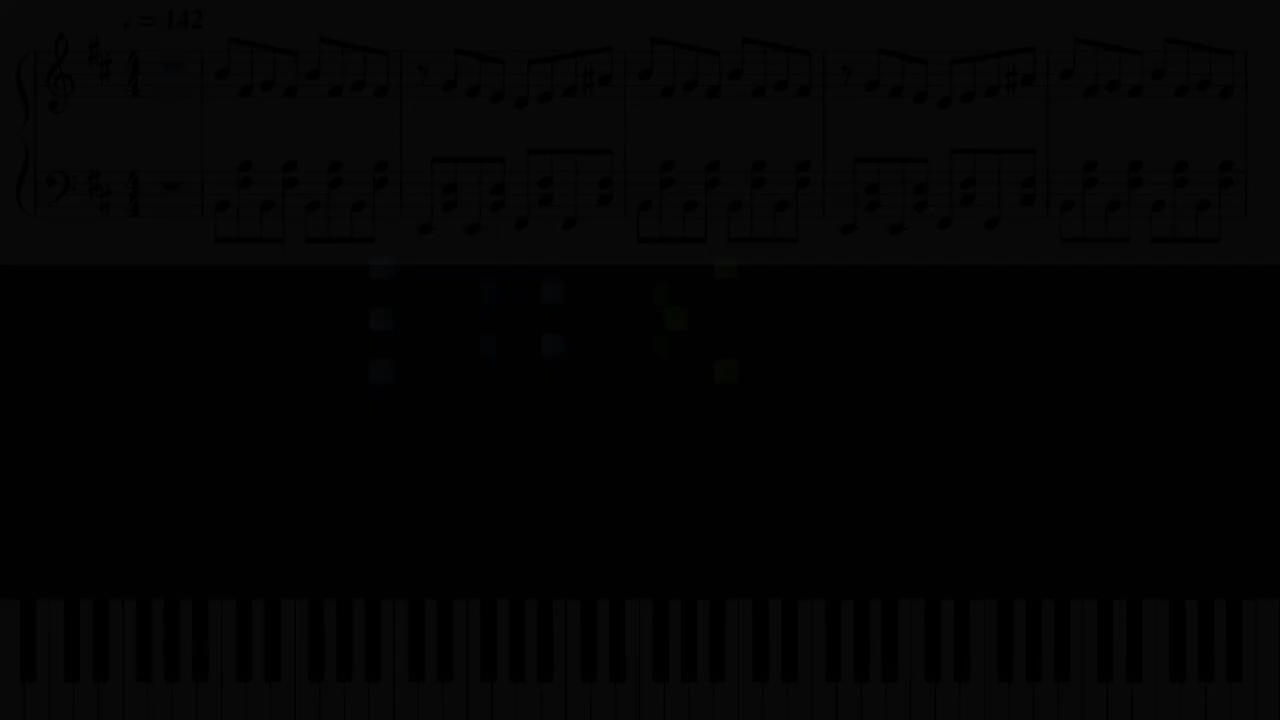 ♩ = 142